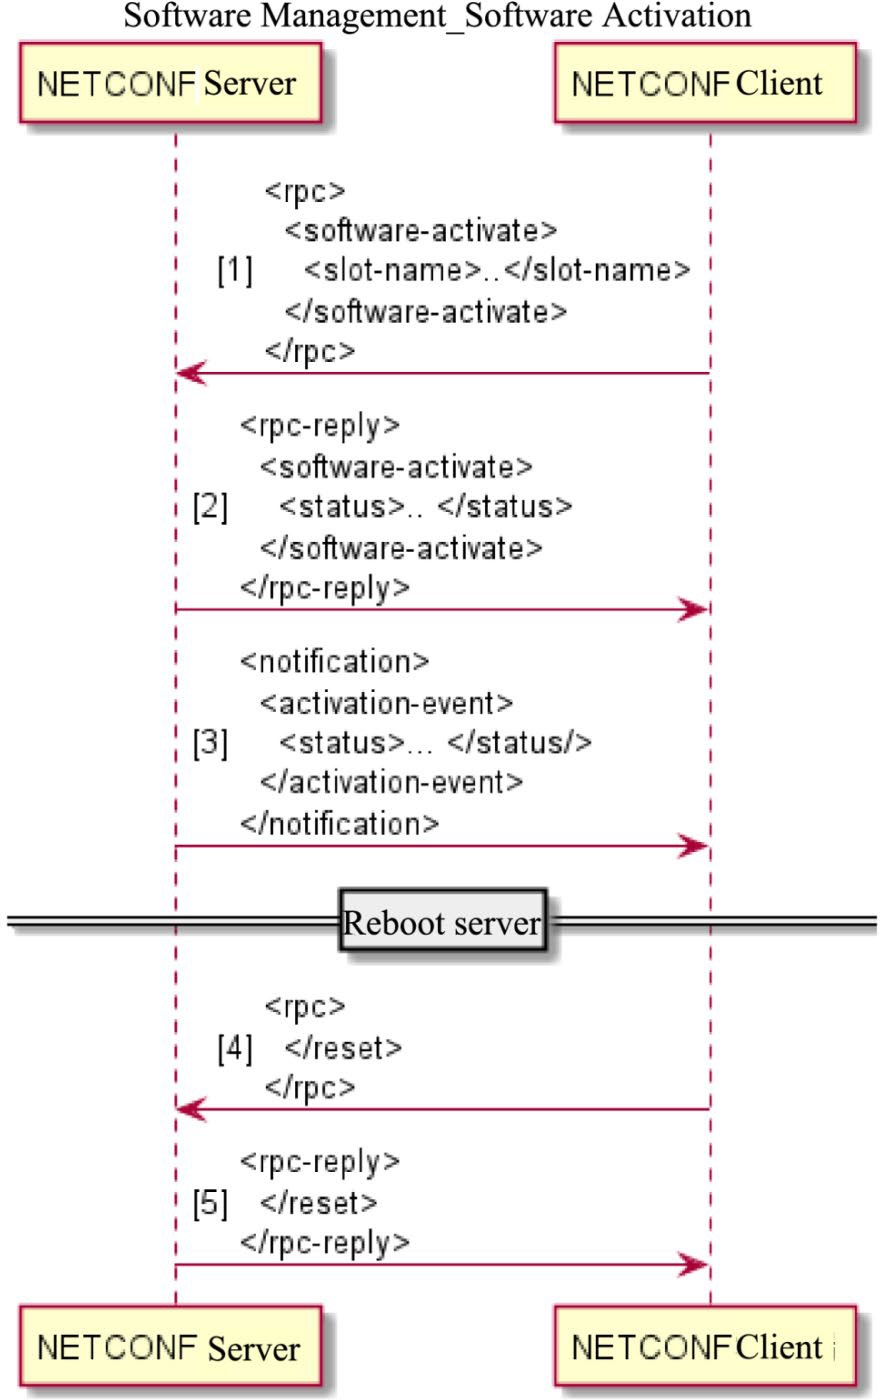 Software Management_Software Activation
NETCONF Server
NETCONF Client
<rpc>
<software-activate>
[1] <slot-name>..</slot-name>
</software-activate>
</rpc>
<rpc-reply>
<software-activate>
[2] <status>.. </status>
</software-activate>
</rpc-reply>
<notification>
<activation-event>
[3] <status>... </status/>
</activation-event>
</notification>
Reboot server
<rpc>
[4] </reset>
</rpc>
<rpc-reply>
[5] </reset>
</rpc-reply>
NETCONF Server
NETCONF Client